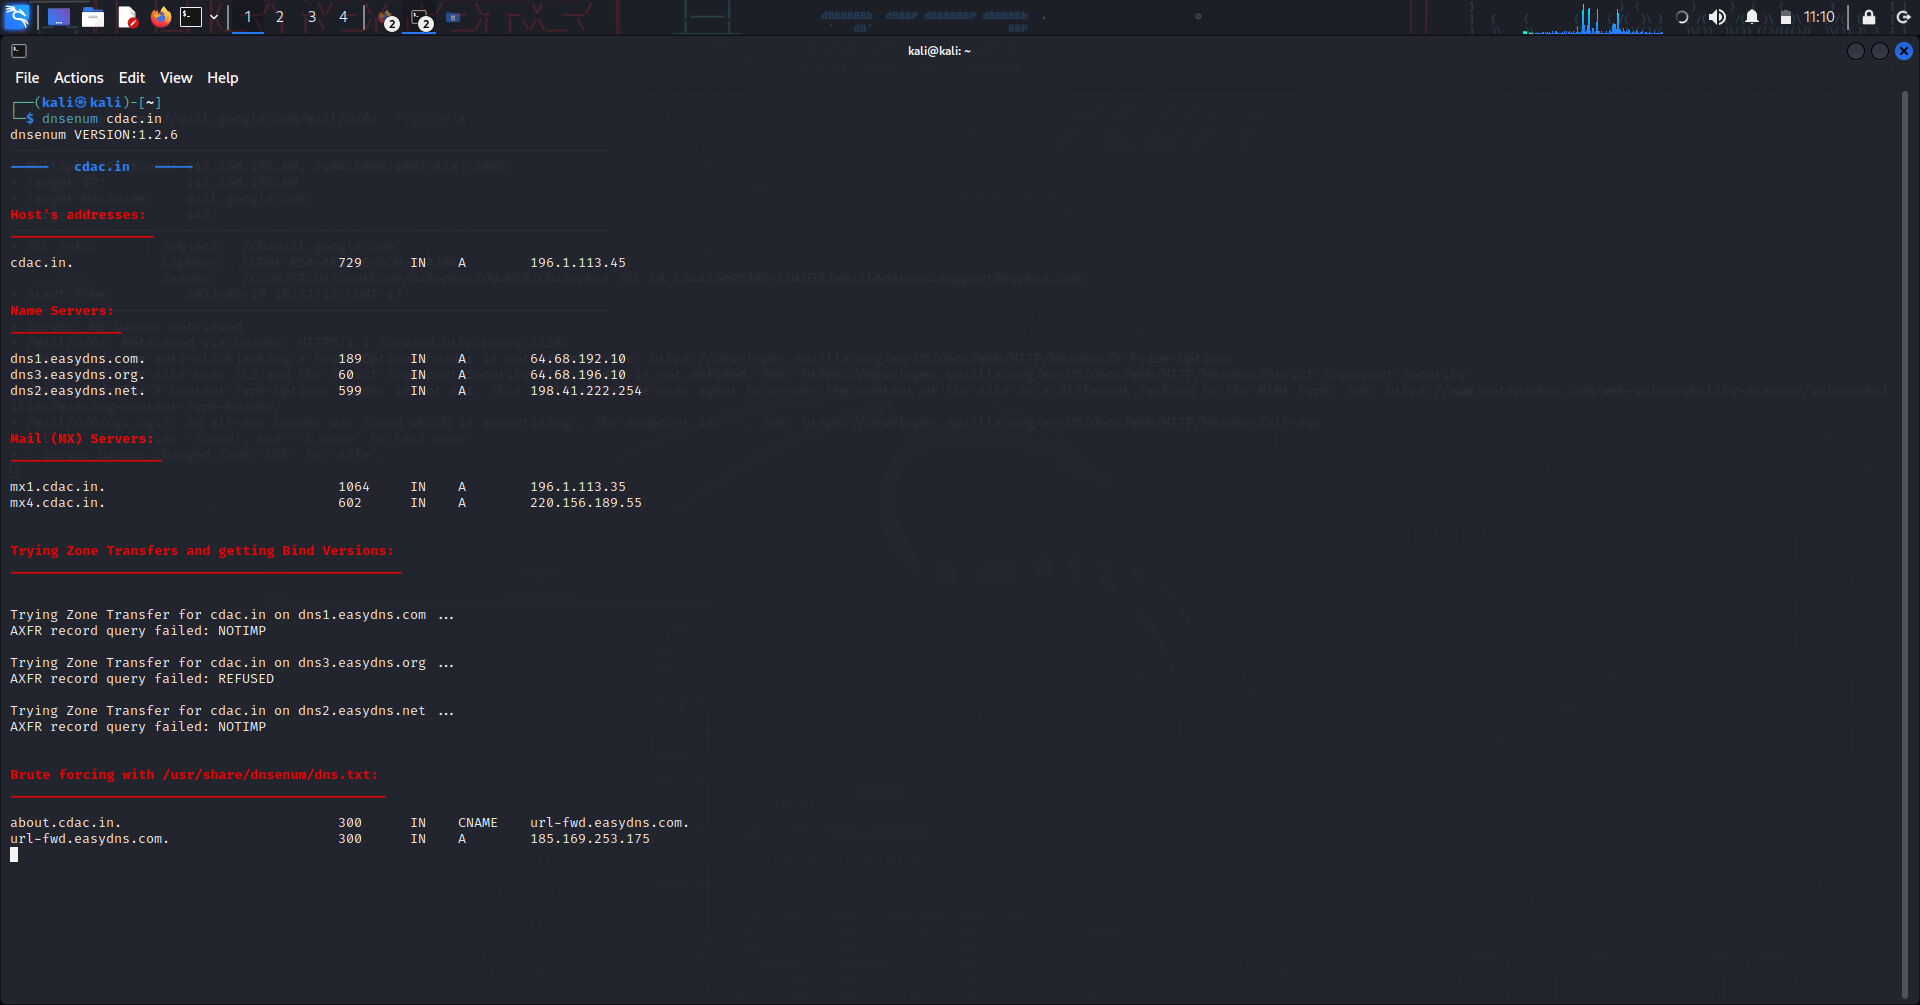 1 2 3 4 2 2 11:10
kali@kali: ~
File Actions Edit View Help
┌──(kali㉿kali)-[~]
└─$ dnsenum cdac.in
dnsenum VERSION:1.2.6
----- cdac.in -----
Host's addresses:
cdac.in. 729 IN A 196.1.113.45
Name Servers:
dns1.easydns.com. 189 IN A 64.68.192.10
dns3.easydns.org. 60 IN A 64.68.196.10
dns2.easydns.net. 599 IN A 198.41.222.254
Mail (MX) Servers:
mx1.cdac.in. 1064 IN A 196.1.113.35
mx4.cdac.in. 602 IN A 220.156.189.55
Trying Zone Transfers and getting Bind Versions:
Trying Zone Transfer for cdac.in on dns1.easydns.com ...
AXFR record query failed: NOTIMP
Trying Zone Transfer for cdac.in on dns3.easydns.org ...
AXFR record query failed: REFUSED
Trying Zone Transfer for cdac.in on dns2.easydns.net ...
AXFR record query failed: NOTIMP
Brute forcing with /usr/share/dnsenum/dns.txt:
about.cdac.in. 300 IN CNAME url-fwd.easydns.com.
url-fwd.easydns.com. 300 IN A 185.169.253.175